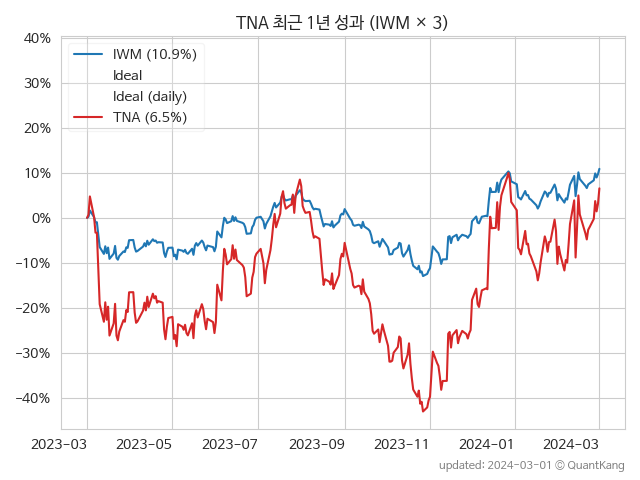 TNA 최근 1년 성과 (IWM × 3)
40%
30%
20%
10%
0%
−10%
−20%
−30%
−40%
IWM (10.9%)
Ideal
Ideal (daily)
TNA (6.5%)
2023-03
2023-05
2023-07
2023-09
2023-11
2024-01
2024-03
updated: 2024-03-01 © QuantKang